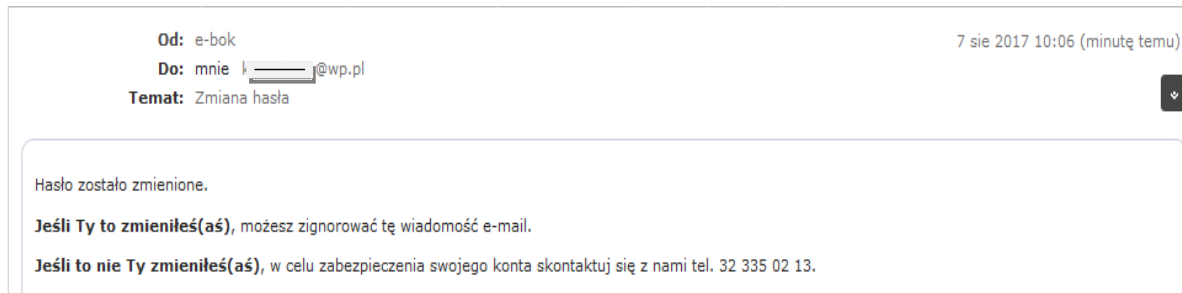 Od: e-bok 7 sie 2017 10:06 (minutę temu)
Do: mnie @wp.pl
Temat: Zmiana hasła
Hasło zostało zmienione.
Jeśli Ty to zmieniłeś(aś), możesz zignorować tę wiadomość e-mail.
Jeśli to nie Ty zmieniłeś(aś), w celu zabezpieczenia swojego konta skontaktuj się z nami tel. 32 335 02 13.